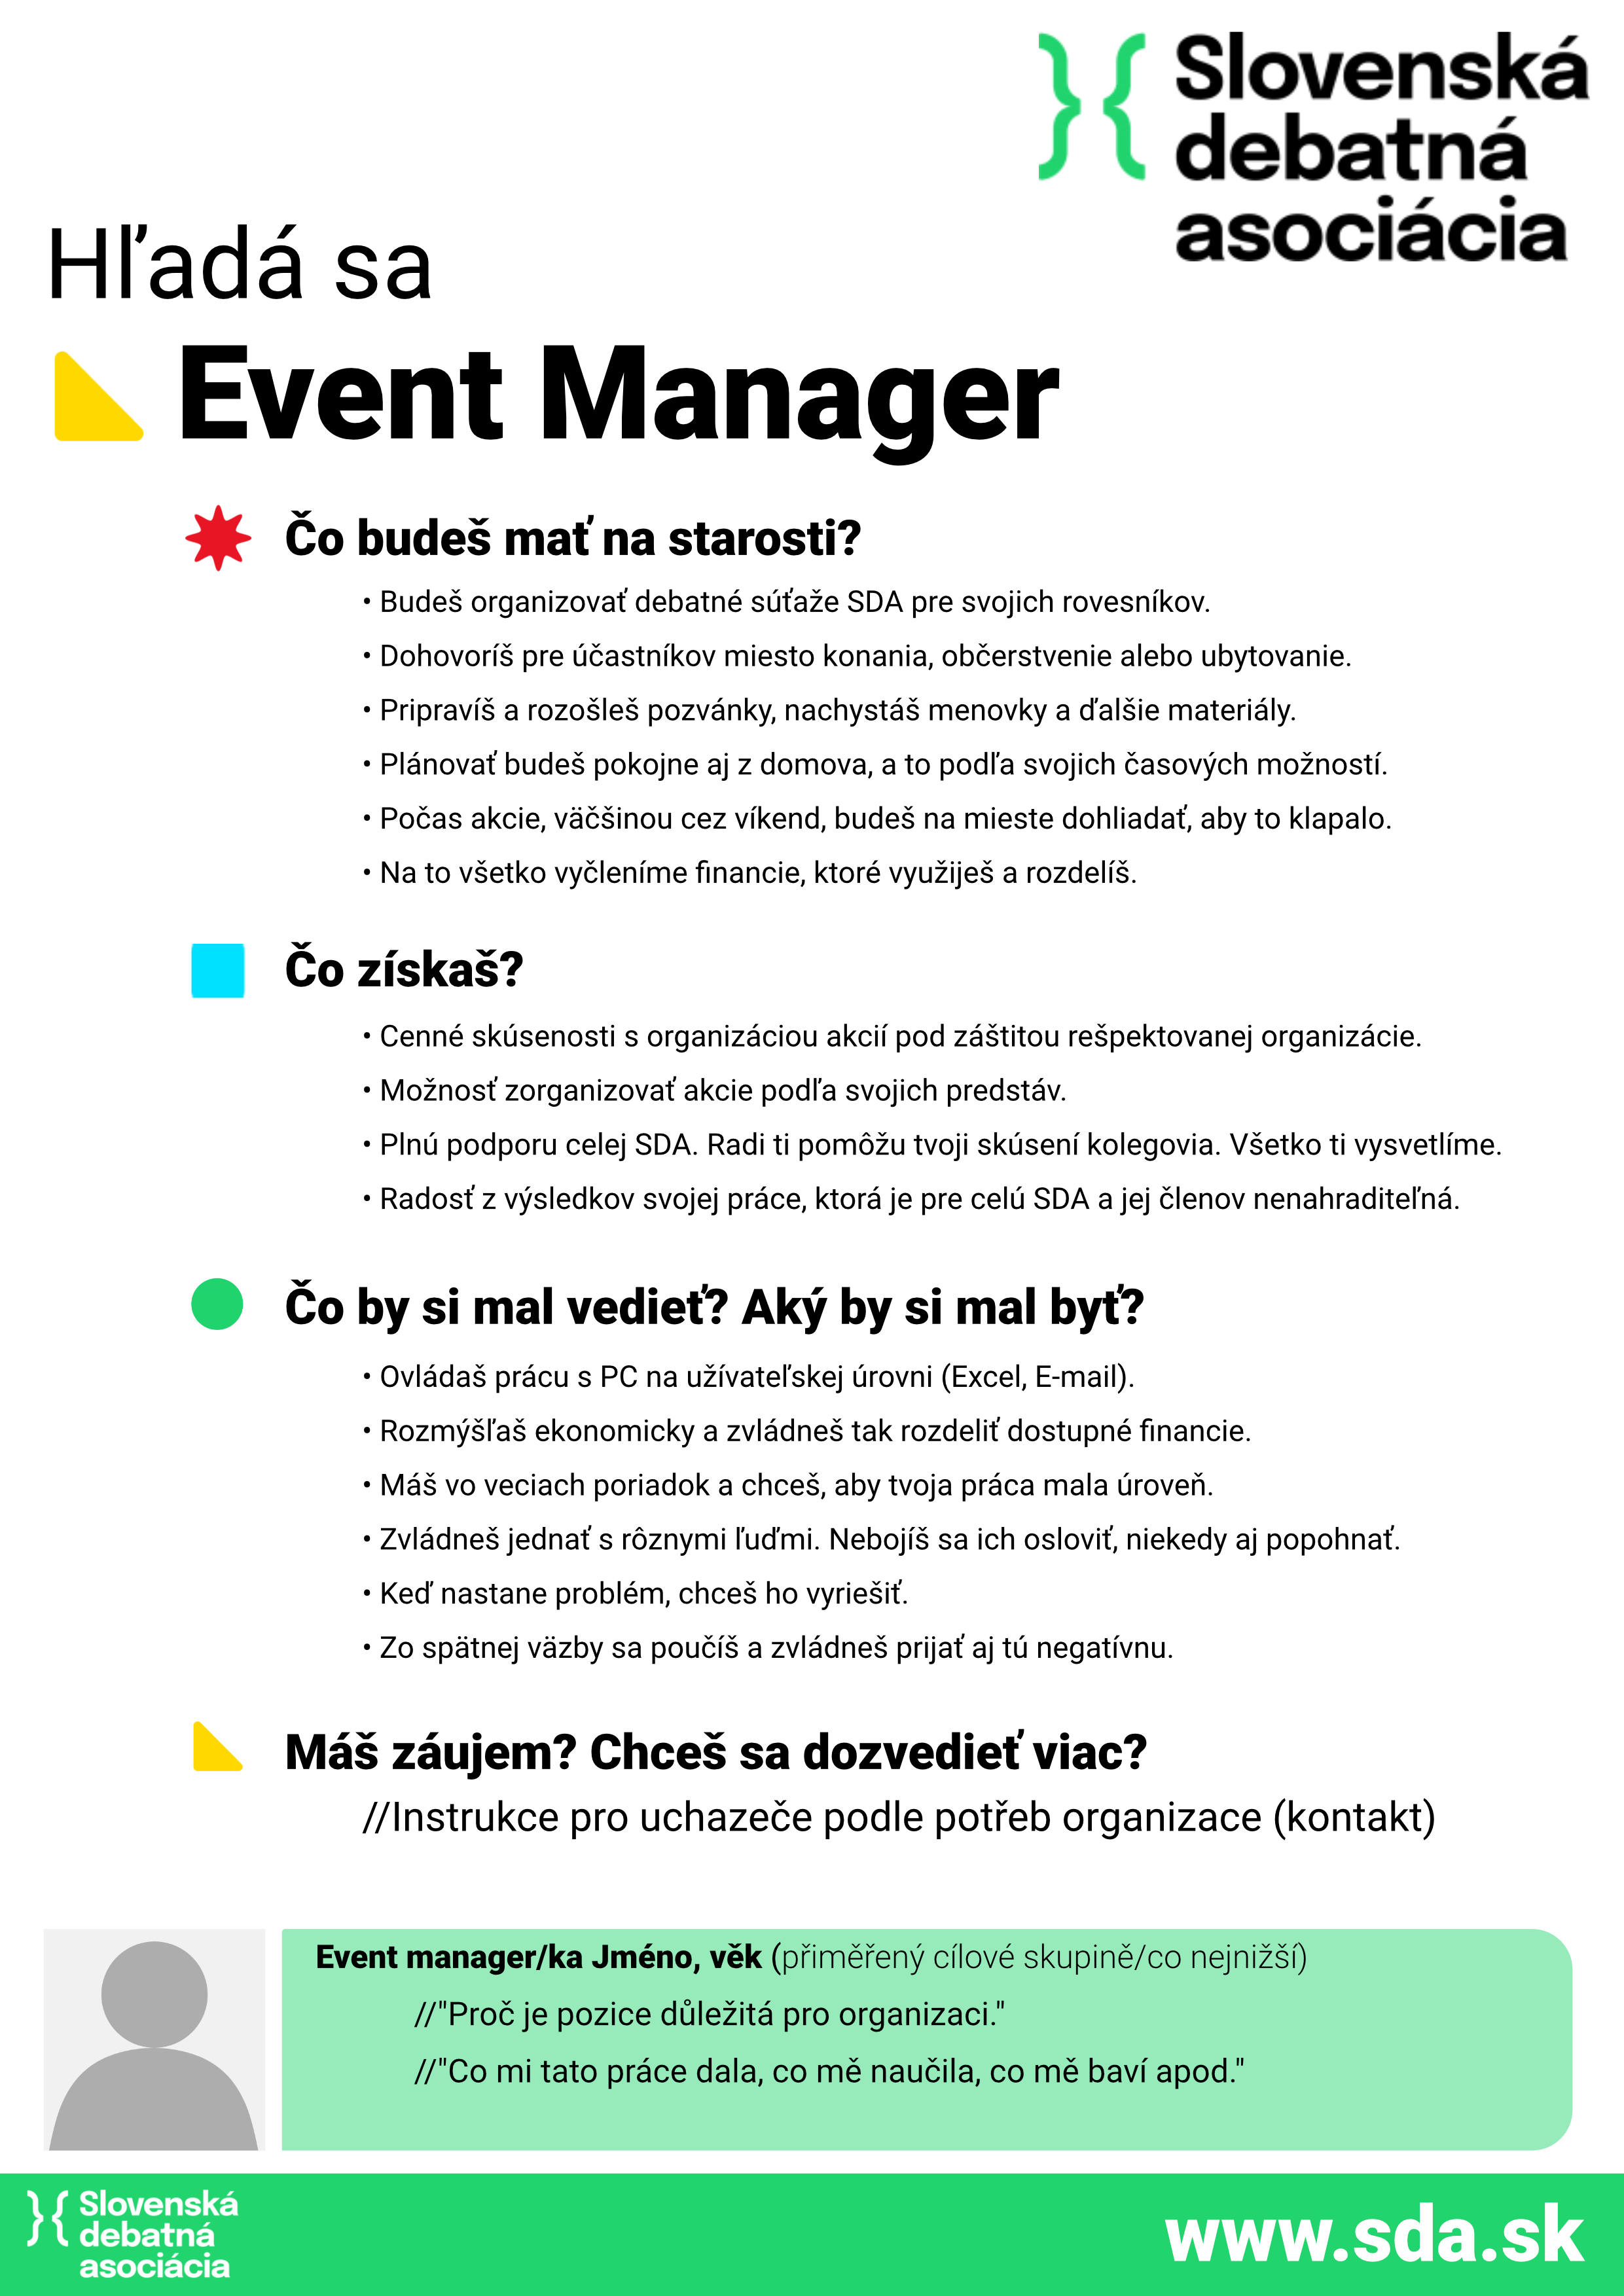 Slovenská
debatná
asociácia
Hľadá sa
Event Manager
Čo budeš mať na starosti?
• Budeš organizovať debatné súťaže SDA pre svojich rovesníkov.
• Dohovoríš pre účastníkov miesto konania, občerstvenie alebo ubytovanie.
• Pripravíš a rozošleš pozvánky, nachystáš menovky a ďalšie materiály.
• Plánovať budeš pokojne aj z domova, a to podľa svojich časových možností.
• Počas akcie, väčšinou cez víkend, budeš na mieste dohliadať, aby to klapalo.
• Na to všetko vyčleníme financie, ktoré využiješ a rozdelíš.
Čo získaš?
• Cenné skúsenosti s organizáciou akcií pod záštitou rešpektovanej organizácie.
• Možnosť zorganizovať akcie podľa svojich predstáv.
• Plnú podporu celej SDA. Radi ti pomôžu tvoji skúsení kolegovia. Všetko ti vysvetlíme.
• Radosť z výsledkov svojej práce, ktorá je pre celú SDA a jej členov nenahraditeľná.
Čo by si mal vedieť? Aký by si mal byť?
• Ovládaš prácu s PC na užívateľskej úrovni (Excel, E-mail).
• Rozmýšľaš ekonomicky a zvládneš tak rozdeliť dostupné financie.
• Máš vo veciach poriadok a chceš, aby tvoja práca mala úroveň.
• Zvládneš jednať s rôznymi ľuďmi. Nebojíš sa ich osloviť, niekedy aj popohnať.
• Keď nastane problém, chceš ho vyriešiť.
• Zo spätnej väzby sa poučíš a zvládneš prijať aj tú negatívnu.
Máš záujem? Chceš sa dozvedieť viac?
//Instrukce pro uchazeče podle potřeb organizace (kontakt)
Event manager/ka Jméno, věk (přiměřený cílové skupině/co nejnižší)
//"Proč je pozice důležitá pro organizaci."
//"Co mi tato práce dala, co mě naučila, co mě baví apod."
Slovenská
debatná
asociácia
www.sda.sk